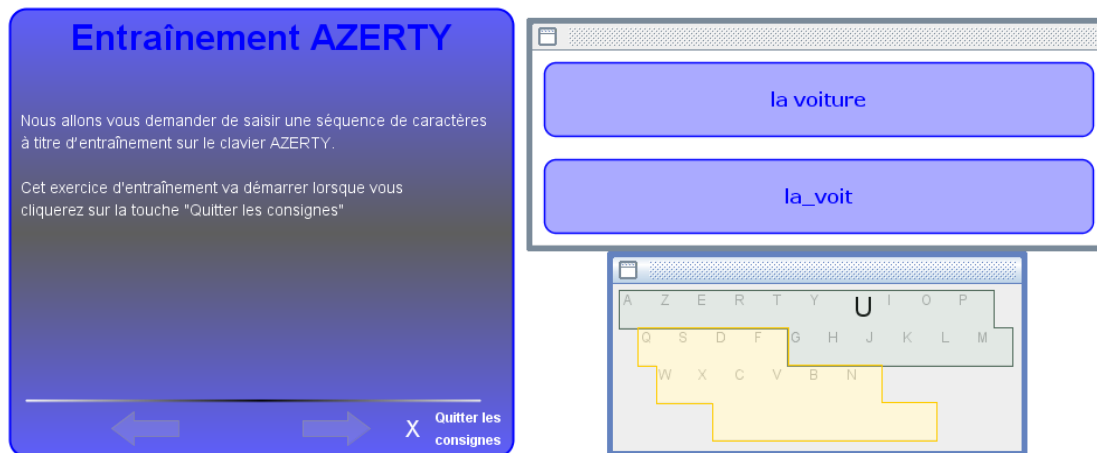 Entraînement AZERTY
Nous allons vous demander de saisir une séquence de caractères
à titre d'entraînement sur le clavier AZERTY.
Cet exercice d'entraînement va démarrer lorsque vous
cliquerez sur la touche "Quitter les consignes"
X Quitter les
consignes
la voiture
la_voit
A Z E R T Y U I O P
Q S D F G H J K L M
W X C V B N